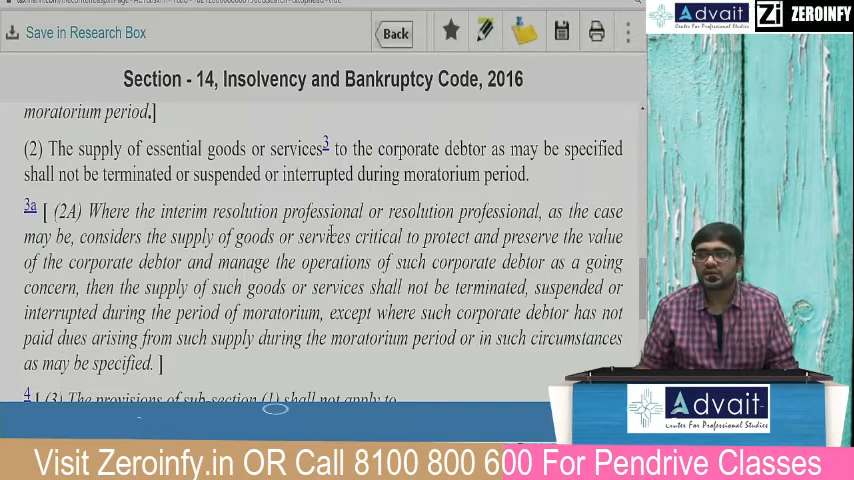 Save in Research Box
Back
Advait
Center For Professional Studies
Zi ZEROINFY
Section - 14, Insolvency and Bankruptcy Code, 2016
moratorium period.]
(2) The supply of essential goods or services3 to the corporate debtor as may be specified
shall not be terminated or suspended or interrupted during moratorium period.
3a [ (2A) Where the interim resolution professional or resolution professional, as the case
may be, considers the supply of goods or services critical to protect and preserve the value
of the corporate debtor and manage the operations of such corporate debtor as a going
concern, then the supply of such goods or services shall not be terminated, suspended or
interrupted during the period of moratorium, except where such corporate debtor has not
paid dues arising from such supply during the moratorium period or in such circumstances
as may be specified. ]
4 [ (3) The provisions of sub-section (1) shall not apply to
Advait
Center For Professional Studies
Visit Zeroinfy.in OR Call 8100 800 600 For Pendrive Classes